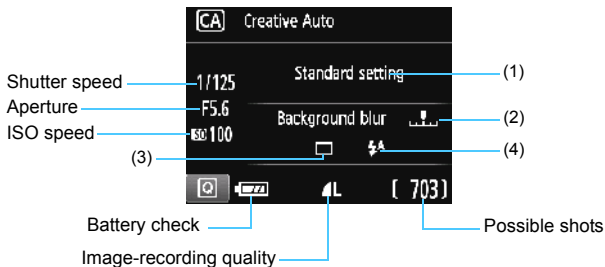 CA Creative Auto
Shutter speed 1/125 Standard setting (1)
Aperture F5.6
ISO speed ISO 100 Background blur (2)
(3) (4)
Q L [ 703]
Battery check Possible shots
Image-recording quality